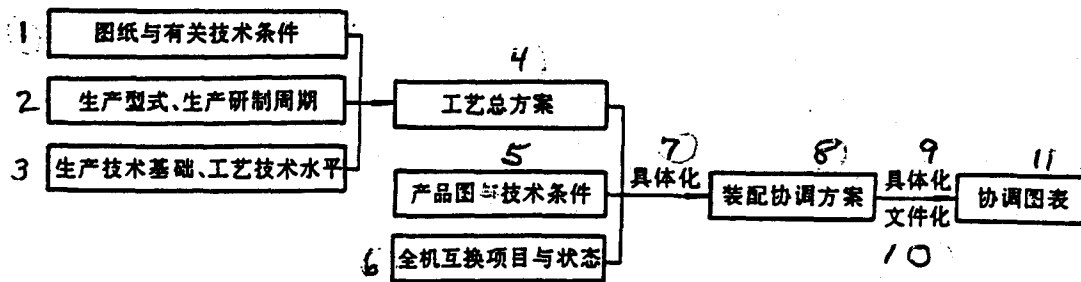 1 图纸与有关技术条件
2 生产型式、生产研制周期
3 生产技术基础、工艺技术水平
4
工艺总方案
5
产品图与技术条件
6 全机互换项目与状态
7
具体化
8
装配协调方案
9
具体化
文件化
10
11
协调图表